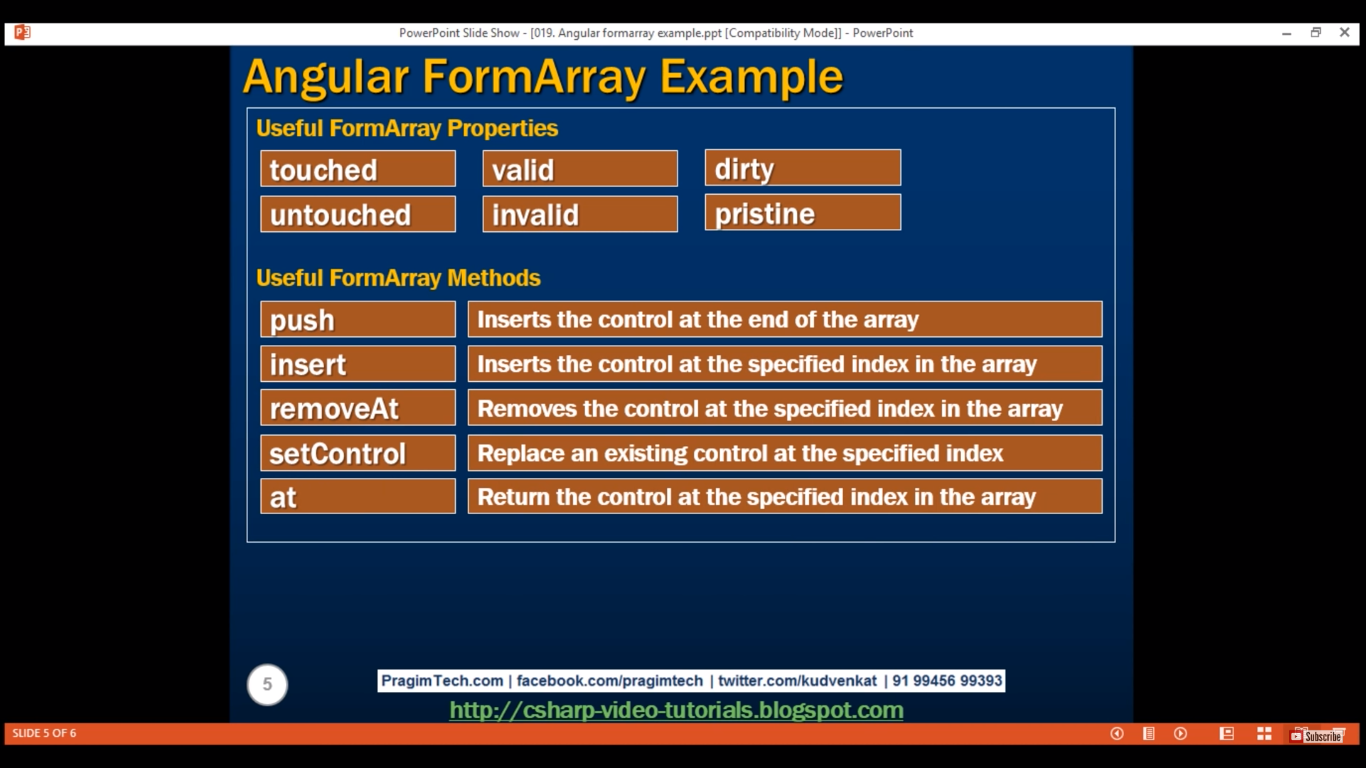 PowerPoint Slide Show - [019. Angular formarray example.ppt [Compatibility Mode]] - PowerPoint
Angular FormArray Example
Useful FormArray Properties
touched valid dirty
untouched invalid pristine
Useful FormArray Methods
push Inserts the control at the end of the array
insert Inserts the control at the specified index in the array
removeAt Removes the control at the specified index in the array
setControl Replace an existing control at the specified index
at Return the control at the specified index in the array
5
PragimTech.com | facebook.com/pragimtech | twitter.com/kudvenkat | 91 99456 99393
http://csharp-video-tutorials.blogspot.com
SLIDE 5 OF 6
Subscribe